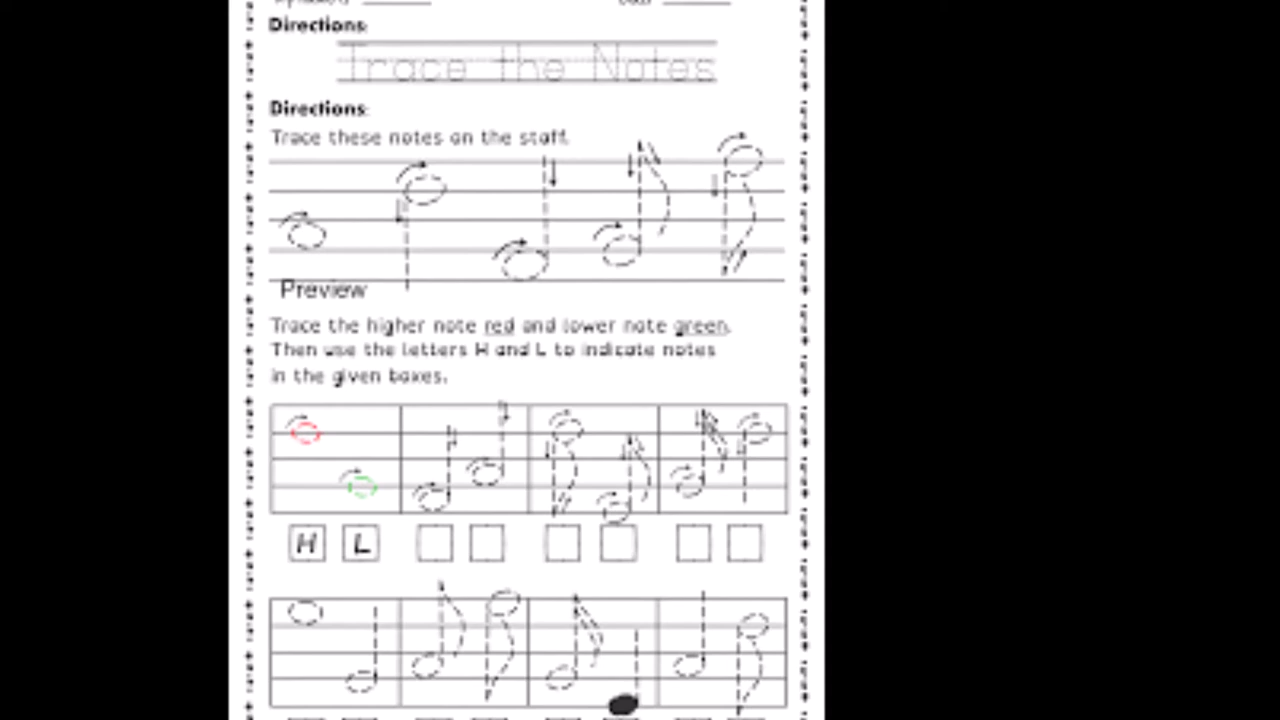 Directions:
Trace the Notes
Directions:
Trace these notes on the staff.
Preview
Trace the higher note red and lower note green.
Then use the letters H and L to indicate notes
in the given boxes.
H L